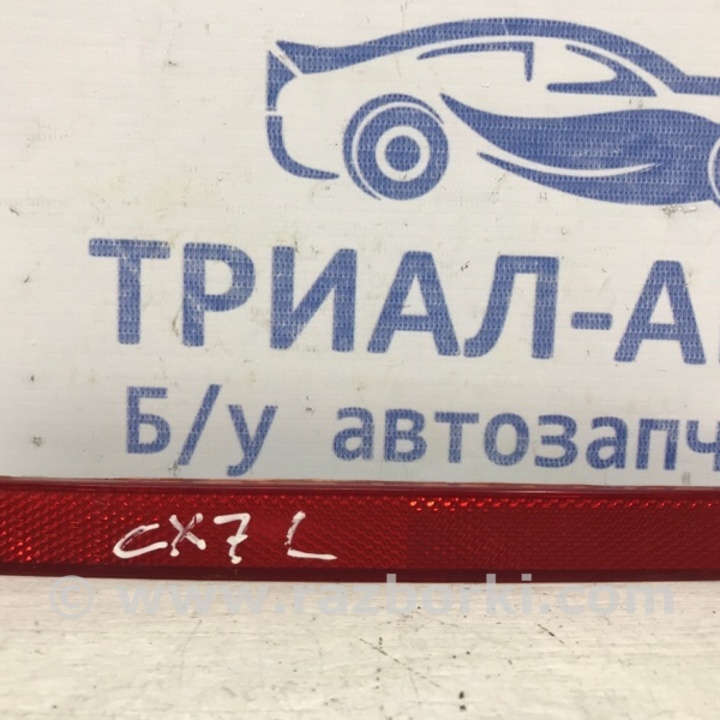 ТРИАЛ-А
Б/у автозапч
CX7 L
© www.razborki.com